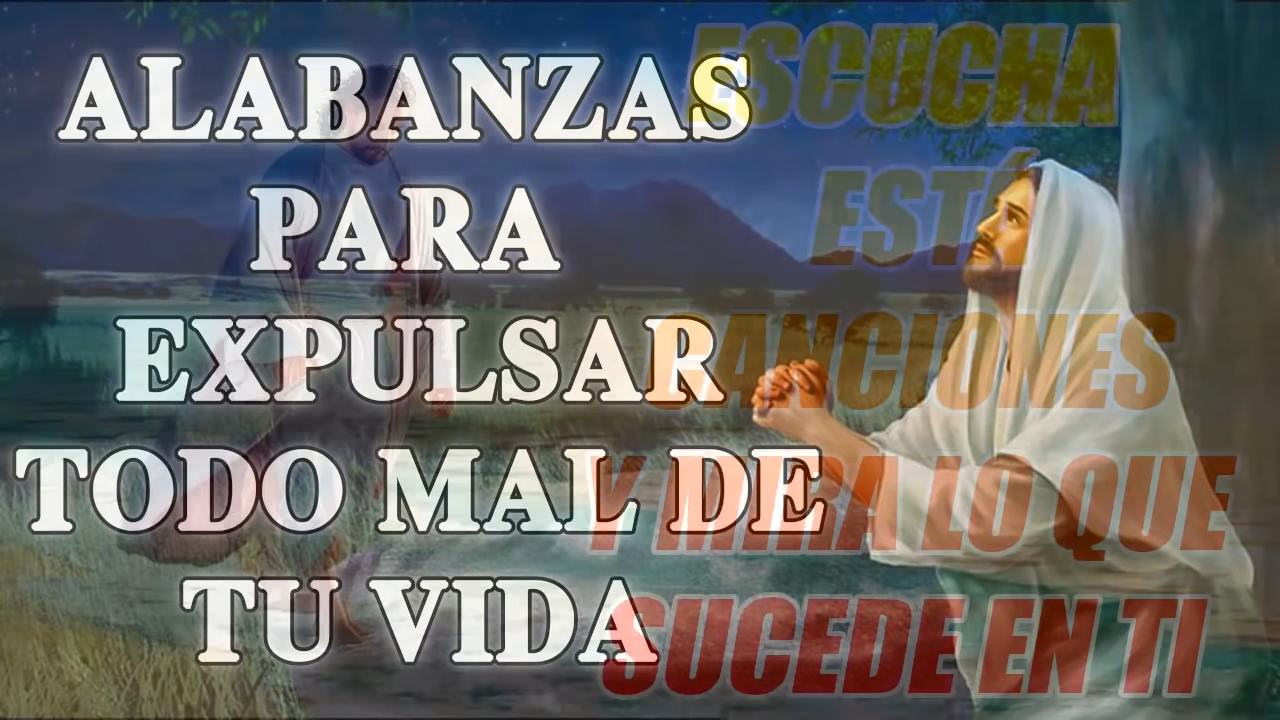 ALABANZAS
PARA
EXPULSAR
TODO MAL DE
TU VIDA
ESCUCHA
ESTÁ
CANCIONES
Y MIRA LO QUE
SUCEDE EN TI